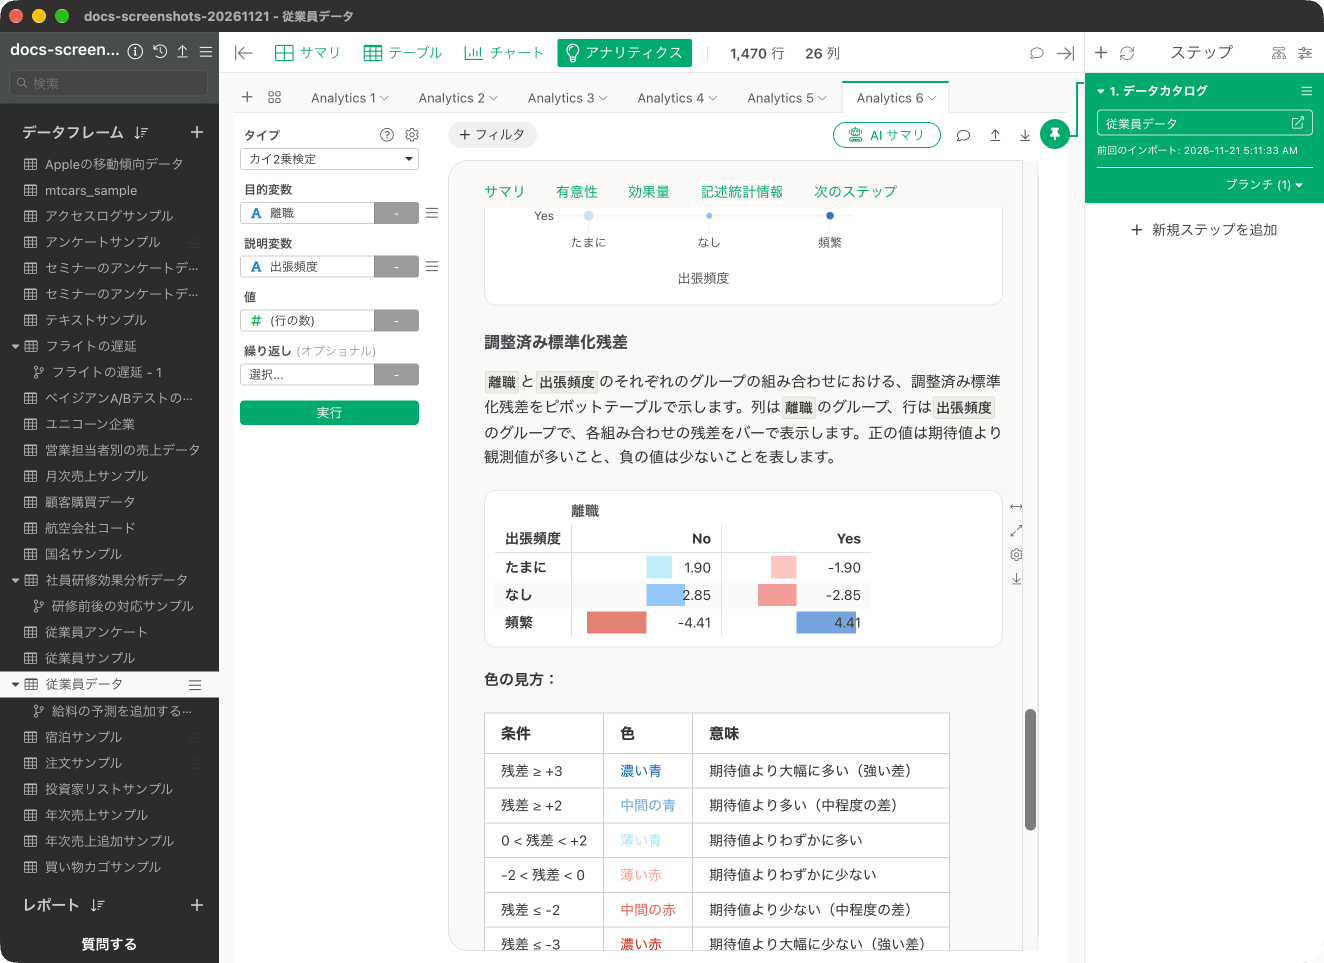 docs-screenshots-20261121 - 従業員データ
docs-screen...
検索
データフレーム
Appleの移動傾向データ
mtcars_sample
アクセスログサンプル
アンケートサンプル
セミナーのアンケートデ...
セミナーのアンケートデ...
テキストサンプル
フライトの遅延
フライトの遅延 - 1
ベイジアンA/Bテストの...
ユニコーン企業
営業担当者別の売上データ
月次売上サンプル
顧客購買データ
航空会社コード
国名サンプル
社員研修効果分析データ
研修前後の対応サンプル
従業員アンケート
従業員サンプル
従業員データ
給料の予測を追加する...
宿泊サンプル
注文サンプル
投資家リストサンプル
年次売上サンプル
年次売上追加サンプル
買い物カゴサンプル
レポート
質問する
サマリ テーブル チャート アナリティクス 1,470 行 26 列
Analytics 1 Analytics 2 Analytics 3 Analytics 4 Analytics 5 Analytics 6
タイプ
カイ2乗検定
目的変数
A 離職 -
説明変数
A 出張頻度 -
値
# (行の数) -
繰り返し (オプショナル)
選択... -
実行
+ フィルタ
AI サマリ
サマリ 有意性 効果量 記述統計情報 次のステップ
Yes
たまに なし 頻繁
出張頻度
調整済み標準化残差
離職 と 出張頻度 のそれぞれのグループの組み合わせにおける、調整済み標準
化残差をピボットテーブルで示します。列は 離職 のグループ、行は 出張頻度
のグループで、各組み合わせの残差をバーで表示します。正の値は期待値より
観測値が多いこと、負の値は少ないことを表します。
離職
出張頻度 No Yes
たまに 1.90 -1.90
なし 2.85 -2.85
頻繁 -4.41 4.41
色の見方：
条件 色 意味
残差 ≥ +3 濃い青 期待値より大幅に多い（強い差）
残差 ≥ +2 中間の青 期待値より多い（中程度の差）
0 < 残差 < +2 薄い青 期待値よりわずかに多い
-2 < 残差 < 0 薄い赤 期待値よりわずかに少ない
残差 ≤ -2 中間の赤 期待値より少ない（中程度の差）
残差 ≤ -3 濃い赤 期待値より大幅に少ない（強い差）
ステップ
1. データカタログ
従業員データ
前回のインポート: 2026-11-21 5:11:33 AM
ブランチ (1)
+ 新規ステップを追加